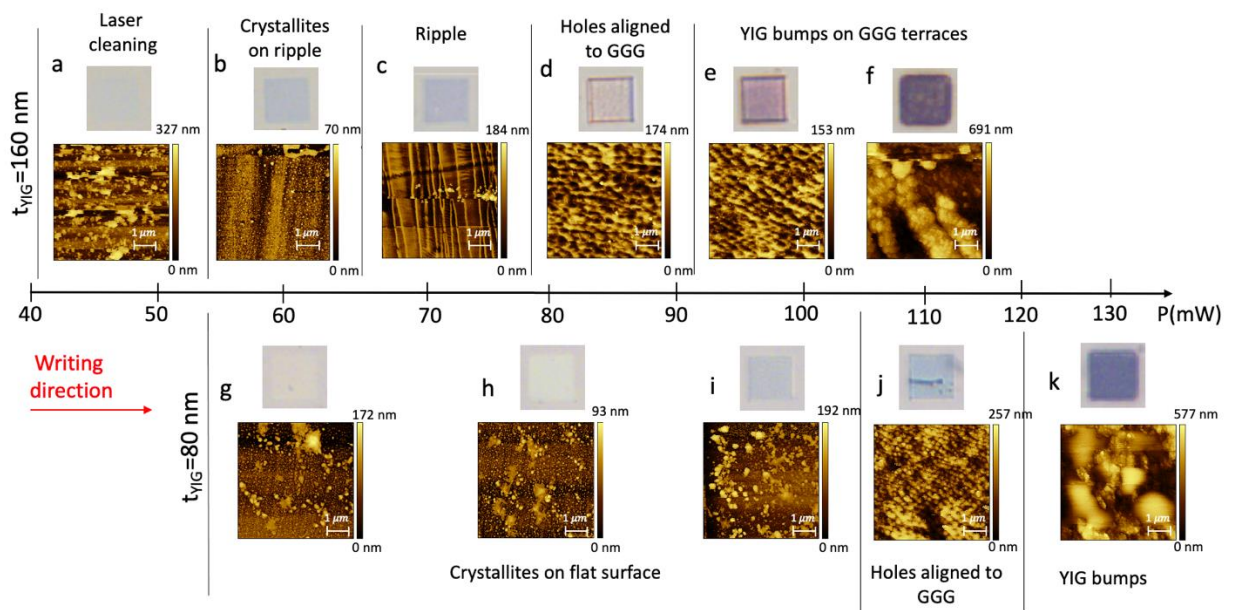 Laser
cleaning
Crystallites
on ripple
Ripple
Holes aligned
to GGG
YIG bumps on GGG terraces
a
b
c
d
e
f
327 nm
70 nm
184 nm
174 nm
153 nm
691 nm
t_YIG=160 nm
1 μm
1 μm
1 μm
1 μm
1 μm
1 μm
0 nm
0 nm
0 nm
0 nm
0 nm
0 nm
40 50 60 70 80 90 100 110 120 130 P(mW)
Writing
direction
g
h
i
j
k
172 nm
93 nm
192 nm
257 nm
577 nm
t_YIG=80 nm
1 μm
1 μm
1 μm
1 μm
1 μm
0 nm
0 nm
0 nm
0 nm
0 nm
Crystallites on flat surface
Holes aligned to
GGG
YIG bumps